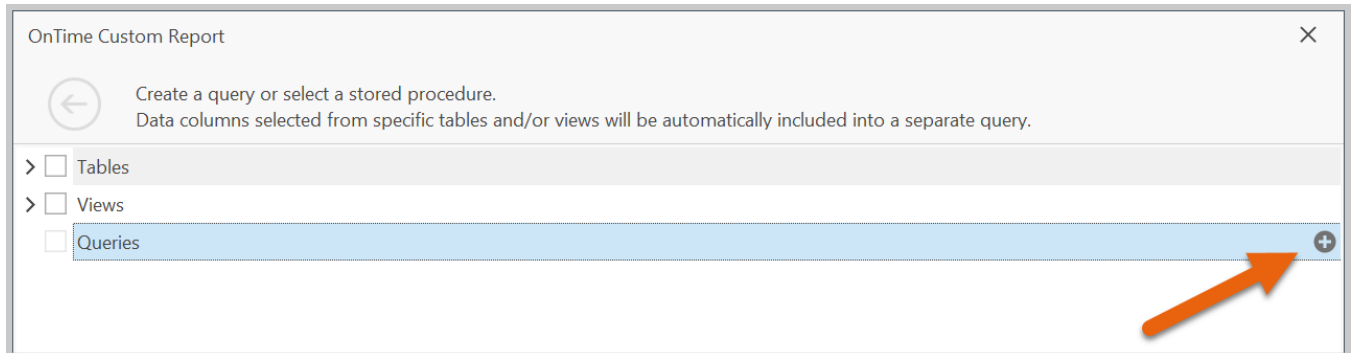 OnTime Custom Report
Create a query or select a stored procedure.
Data columns selected from specific tables and/or views will be automatically included into a separate query.
Tables
Views
Queries